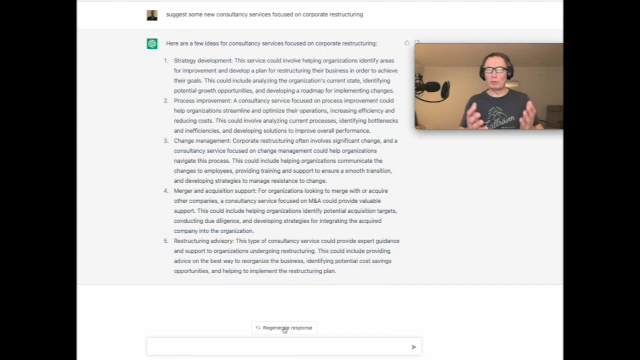 suggest some new consultancy services focused on corporate restructuring
Here are a few ideas for consultancy services focused on corporate restructuring:
1. Strategy development: This service could involve helping organizations identify areas
for improvement and develop a plan for restructuring their business in order to achieve
their goals. This could include analyzing the organization's current state, identifying
potential growth opportunities, and developing a roadmap for implementing changes.
2. Process improvement: A consultancy service focused on process improvement could
help organizations streamline and optimize their operations, increasing efficiency and
reducing costs. This could involve analyzing current processes, identifying bottlenecks
and inefficiencies, and developing solutions to improve overall performance.
3. Change management: Corporate restructuring often involves significant change, and a
consultancy service focused on change management could help organizations
navigate this process. This could include helping organizations communicate the
changes to employees, providing training and support to ensure a smooth transition,
and developing strategies to manage resistance to change.
4. Merger and acquisition support: For organizations looking to merge with or acquire
other companies, a consultancy service focused on M&A could provide valuable
support. This could include helping organizations identify potential acquisition targets,
conducting due diligence, and developing strategies for integrating the acquired
company into the organization.
5. Restructuring advisory: This type of consultancy service could provide expert guidance
and support to organizations undergoing restructuring. This could include providing
advice on the best way to reorganize the business, identifying potential cost savings
opportunities, and helping to implement the restructuring plan.
Regenerate response